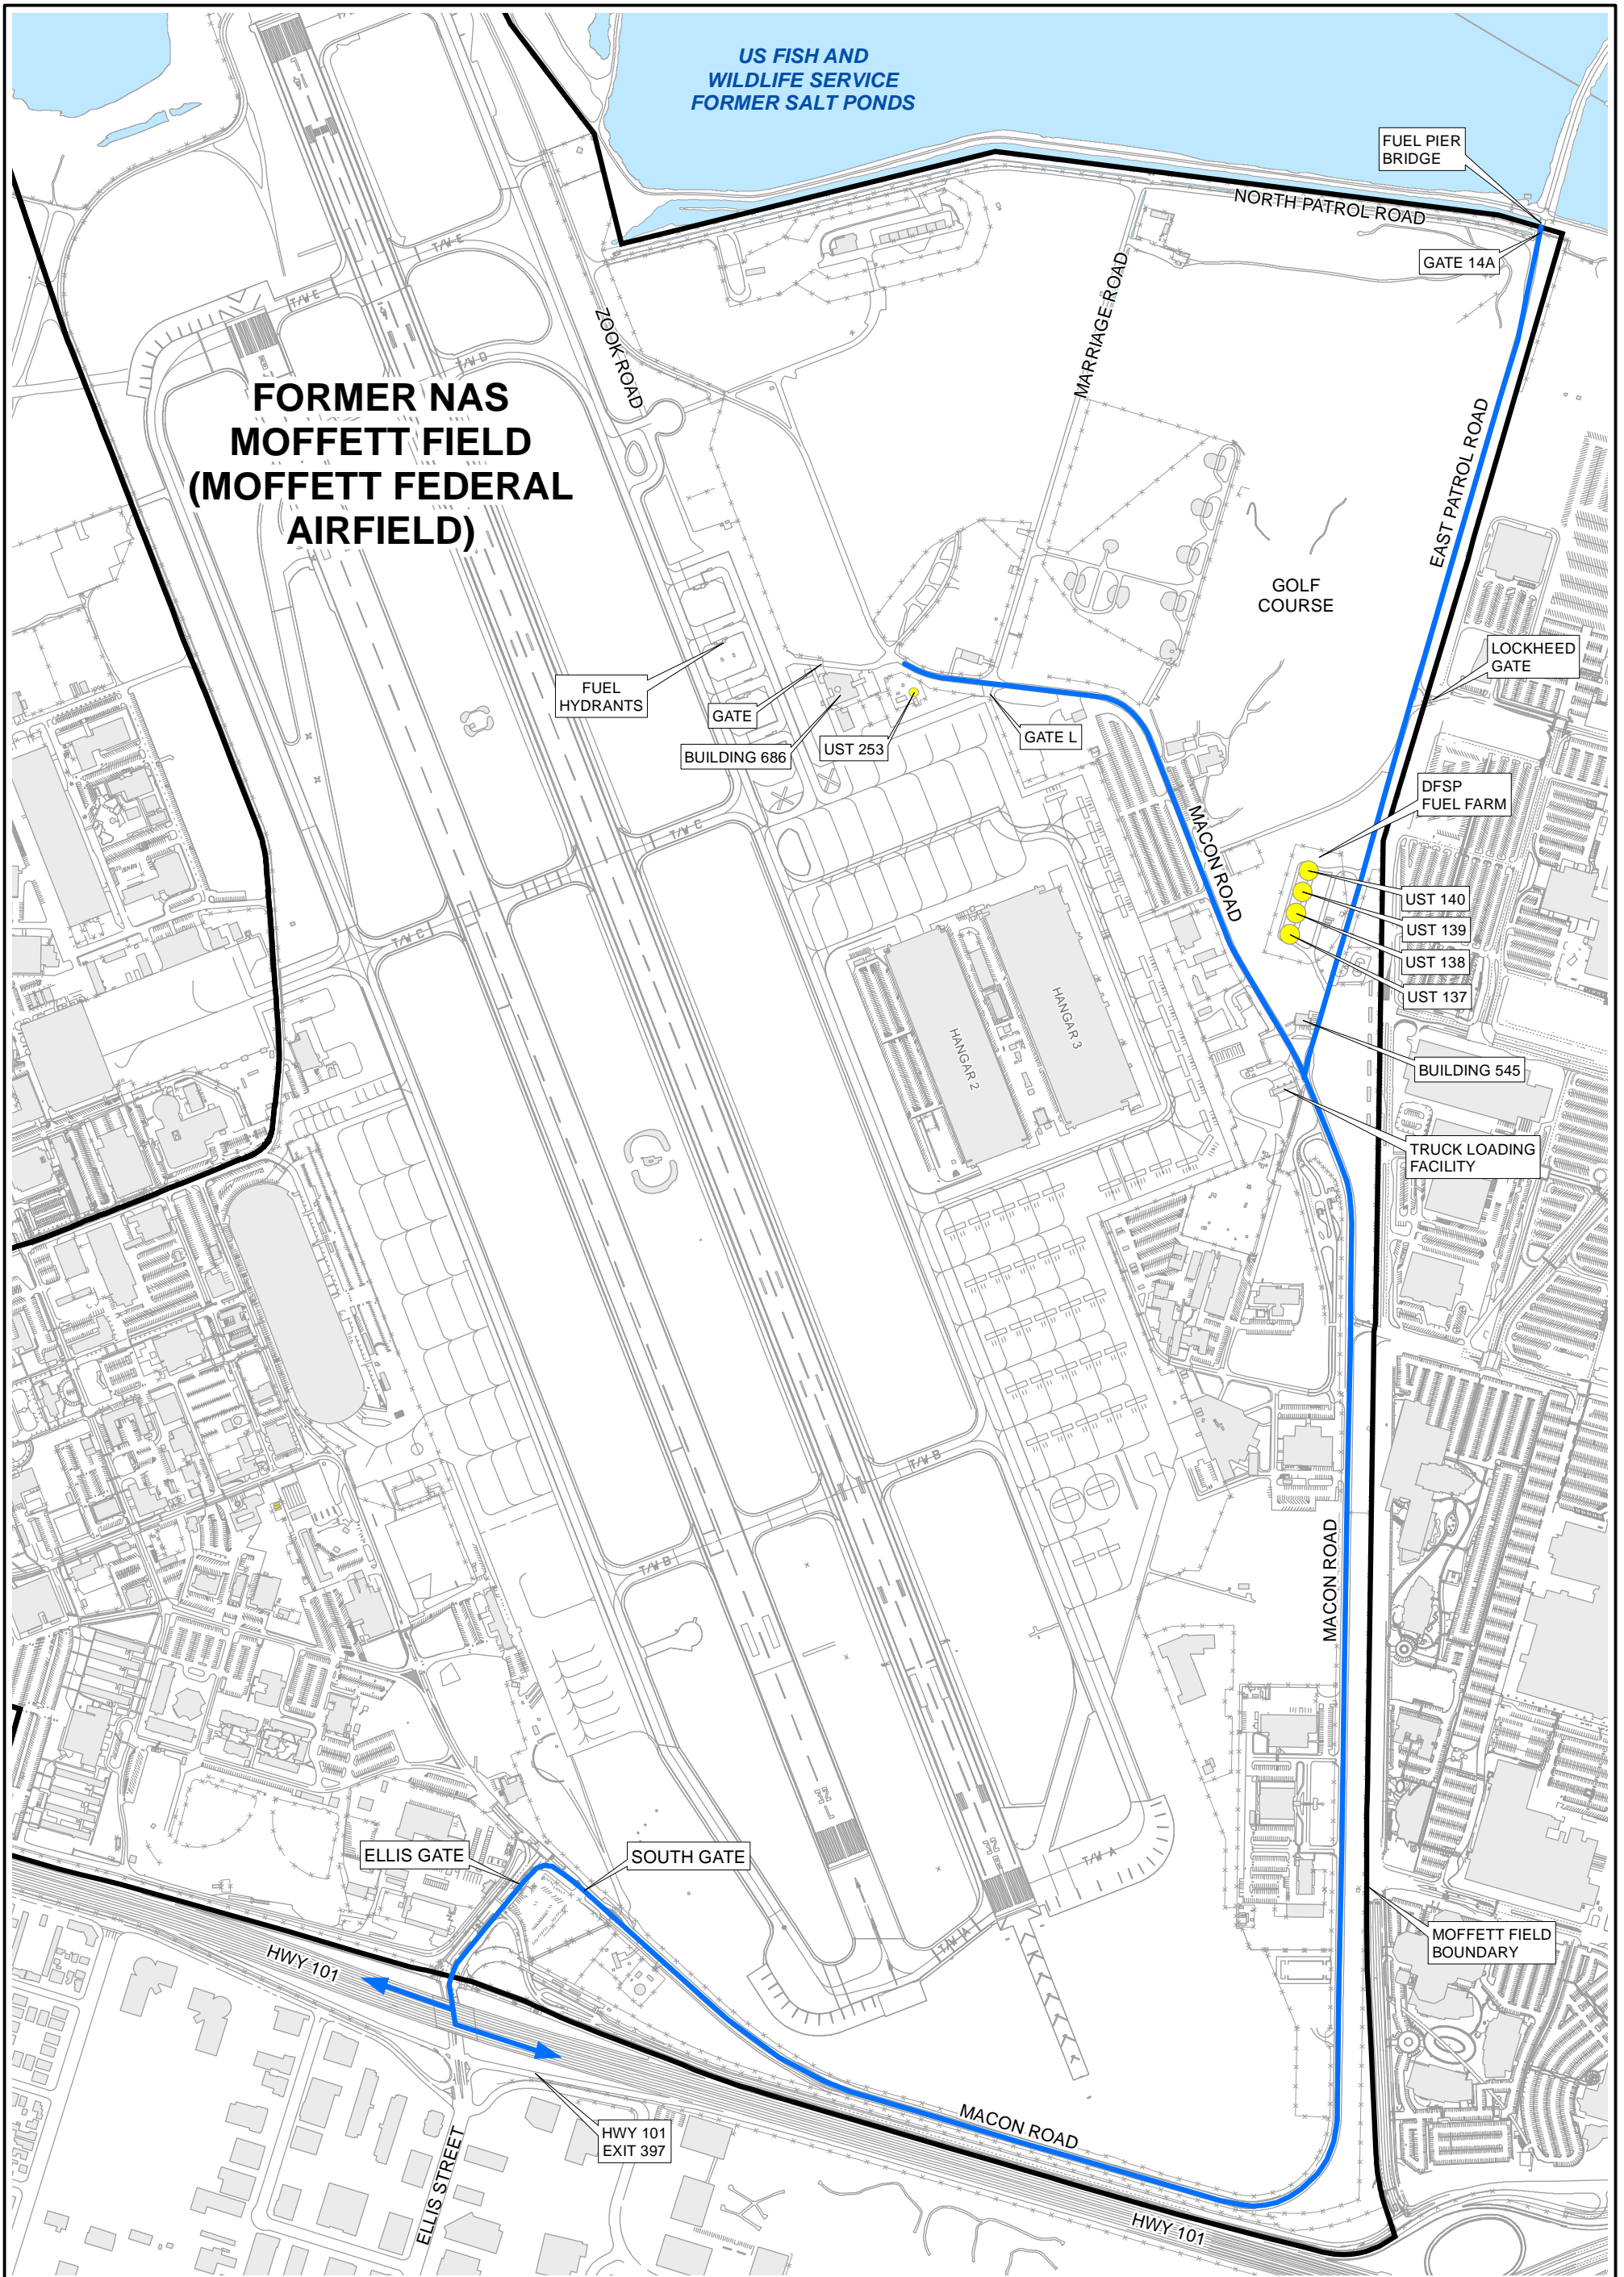 US FISH AND
WILDLIFE SERVICE
FORMER SALT PONDS
FUEL PIER
BRIDGE
NORTH PATROL ROAD
GATE 14A
T/W E
T/W E
ZOOK ROAD
MARRIAGE ROAD
T/W D
FORMER NAS
MOFFETT FIELD
(MOFFETT FEDERAL
AIRFIELD)
EAST PATROL ROAD
GOLF
COURSE
LOCKHEED
GATE
FUEL
HYDRANTS
GATE
BUILDING 686
UST 253
GATE L
DFSP
FUEL FARM
MACON ROAD
T/W C
UST 140
UST 139
UST 138
UST 137
T/W C
HANGAR 3
HANGAR 2
BUILDING 545
TRUCK LOADING
FACILITY
T/W B
T/W B
MACON ROAD
32L
32R
T/W A
ELLIS GATE
SOUTH GATE
T/W A
MOFFETT FIELD
BOUNDARY
HWY 101
HWY 101
EXIT 397
MACON ROAD
ELLIS STREET
HWY 101